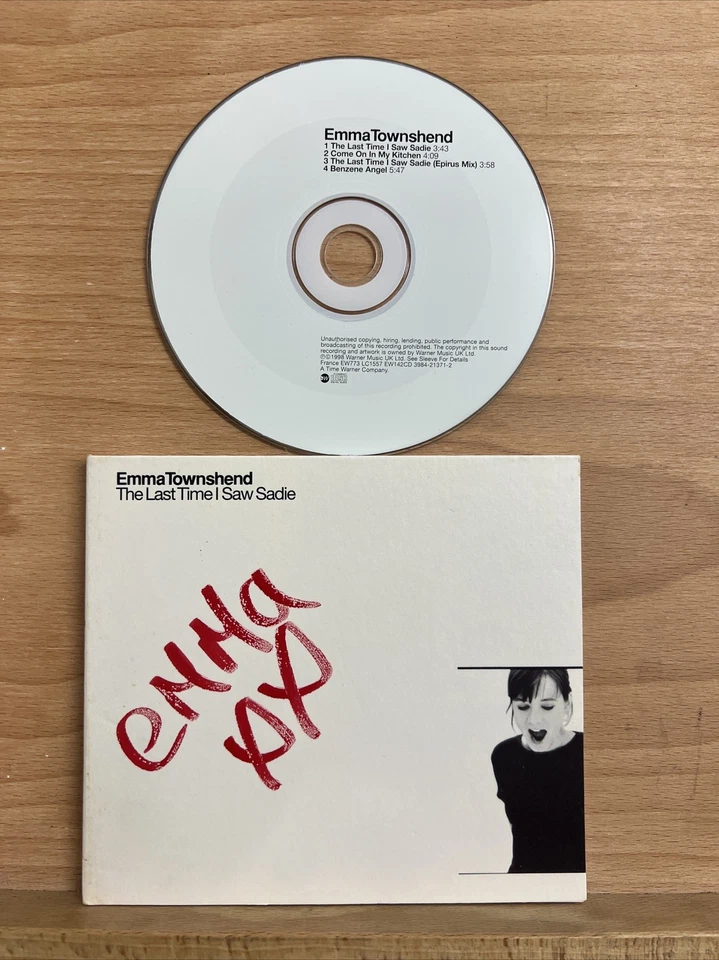 EmmaTownshend
1 The Last Time I Saw Sadie 3:43
2 Come On In My Kitchen 4:09
3 The Last Time I Saw Sadie (Epirus Mix) 3:58
4 Benzene Angel 5:47
Unauthorised copying, hiring, lending, public performance and
broadcasting of this recording prohibited. The copyright in this sound
recording and artwork is owned by Warner Music UK Ltd.
℗©1998 Warner Music UK Ltd. See Sleeve For Details
France EW773 LC1557 EW142CD 3984-21371-2
A Time Warner Company.
EmmaTownshend
The Last Time I Saw Sadie
emma
xx